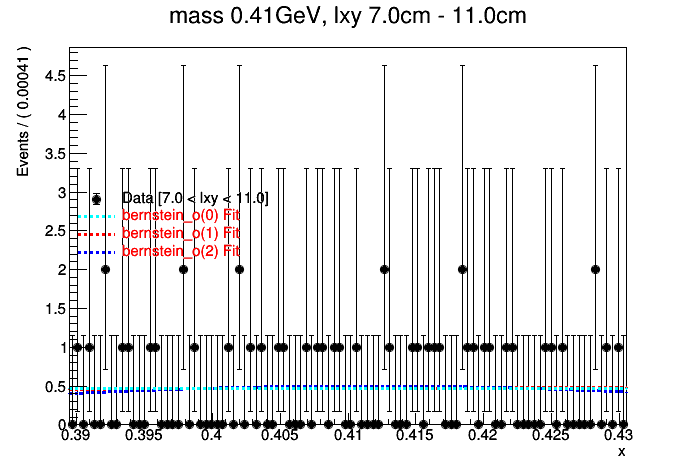 mass 0.41GeV, lxy 7.0cm - 11.0cm
Events / ( 0.00041 )
4.5
4
3.5
3
2.5
2
1.5
1
0.5
0
Data [7.0 < lxy < 11.0]
bernstein_o(0) Fit
bernstein_o(1) Fit
bernstein_o(2) Fit
0.39 0.395 0.4 0.405 0.41 0.415 0.42 0.425 0.43
x